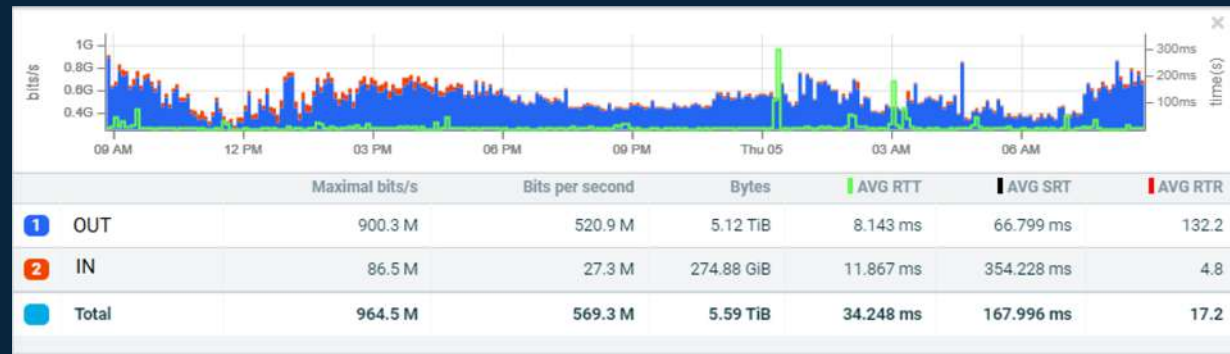 ×
1G
0.8G
0.6G
0.4G
bits/s
300ms
200ms
100ms
time(s)
09 AM 12 PM 03 PM 06 PM 09 PM Thu 05 03 AM 06 AM
Maximal bits/s Bits per second Bytes AVG RTT AVG SRT AVG RTR
1 OUT 900.3 M 520.9 M 5.12 TiB 8.143 ms 66.799 ms 132.2
2 IN 86.5 M 27.3 M 274.88 GiB 11.867 ms 354.228 ms 4.8
Total 964.5 M 569.3 M 5.59 TiB 34.248 ms 167.996 ms 17.2